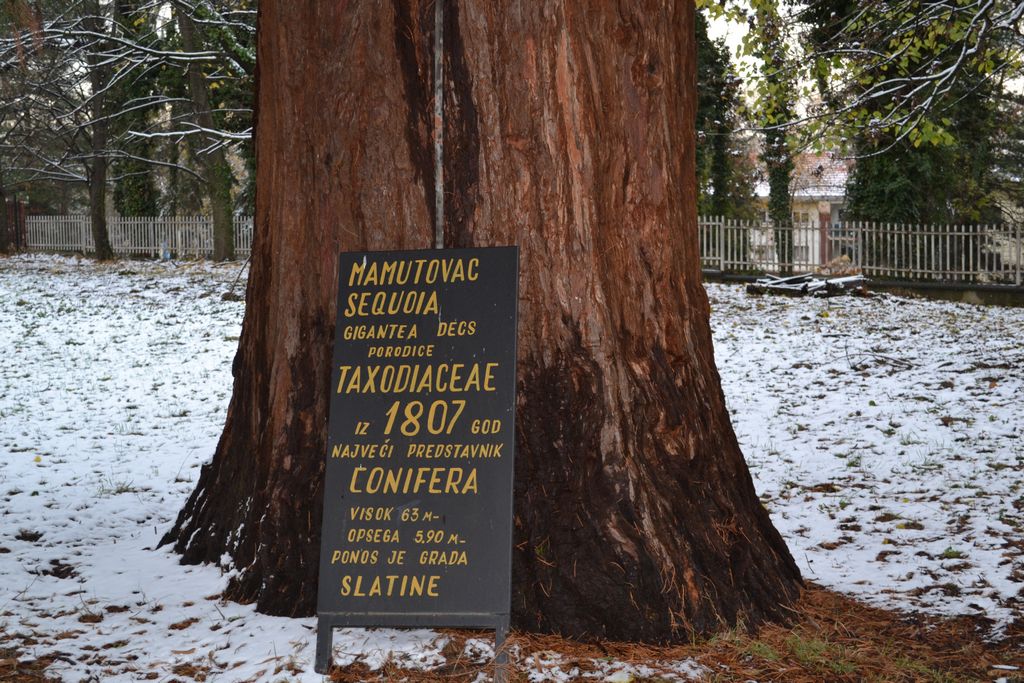 MAMUTOVAC
SEQUOIA
GIGANTEA DECS
PORODICE
TAXODIACEAE
IZ 1807 GOD
NAJVEĆI PREDSTAVNIK
CONIFERA
VISOK 63 M-
OPSEGA 5,90 M-
PONOS JE GRADA
SLATINE